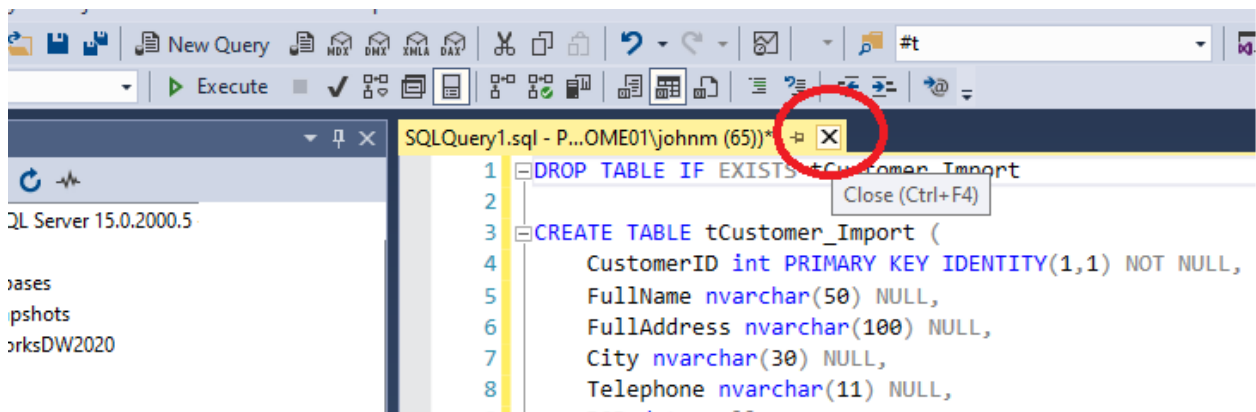 New Query MDX DMX XMLA DAX #t
Execute
SQLQuery1.sql - P...OME01\johnm (65))*
QL Server 15.0.2000.5
apshots
orksDW2020
1 DROP TABLE IF EXISTS tCustomer_Import
Close (Ctrl+F4)
2
3 CREATE TABLE tCustomer_Import (
4 CustomerID int PRIMARY KEY IDENTITY(1,1) NOT NULL,
5 FullName nvarchar(50) NULL,
6 FullAddress nvarchar(100) NULL,
7 City nvarchar(30) NULL,
8 Telephone nvarchar(11) NULL,